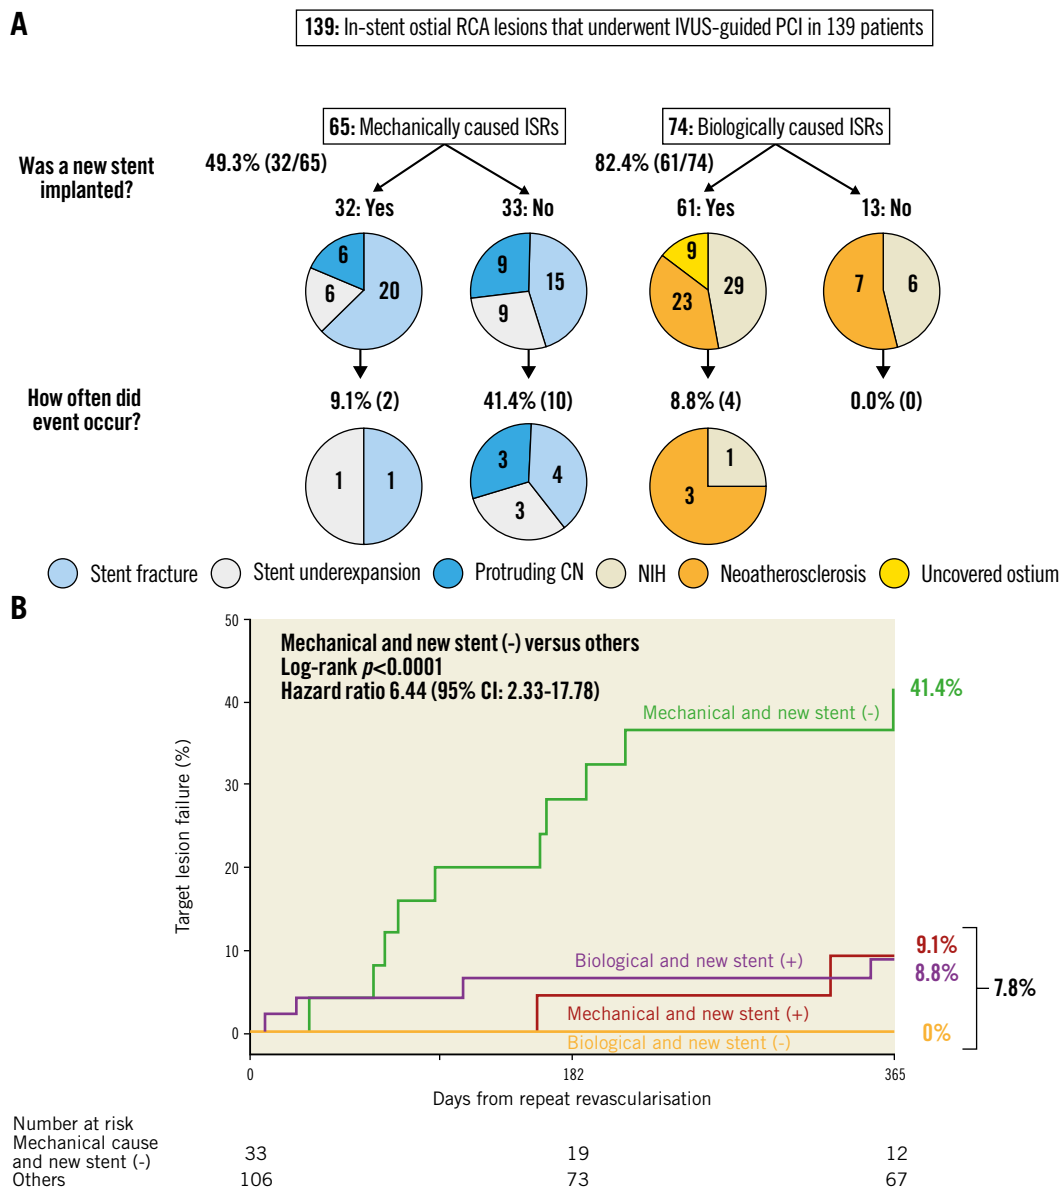 A
139: In-stent ostial RCA lesions that underwent IVUS-guided PCI in 139 patients
65: Mechanically caused ISRs
74: Biologically caused ISRs
Was a new stent
implanted?
49.3% (32/65)
82.4% (61/74)
32: Yes
33: No
61: Yes
13: No
6
20
6
9
15
9
9
29
23
7
6
How often did
event occur?
9.1% (2)
41.4% (10)
8.8% (4)
0.0% (0)
1
1
3
4
3
1
3
Stent fracture
Stent underexpansion
Protruding CN
NIH
Neoatherosclerosis
Uncovered ostium
B
Mechanical and new stent (-) versus others
Log-rank p<0.0001
Hazard ratio 6.44 (95% CI: 2.33-17.78)
Target lesion failure (%)
50
40
30
20
10
0
Mechanical and new stent (-)
41.4%
Biological and new stent (+)
9.1%
8.8%
7.8%
Mechanical and new stent (+)
0%
Biological and new stent (-)
0
182
365
Days from repeat revascularisation
Number at risk
Mechanical cause
and new stent (-)
33
19
12
Others
106
73
67